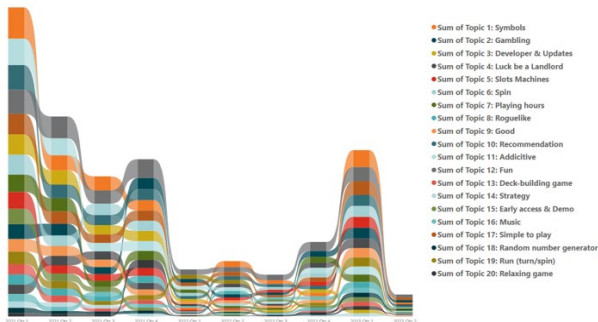 Sum of Topic 1: Symbols
Sum of Topic 2: Gambling
Sum of Topic 3: Developer & Updates
Sum of Topic 4: Luck be a Landlord
Sum of Topic 5: Slots Machines
Sum of Topic 6: Spin
Sum of Topic 7: Playing hours
Sum of Topic 8: Roguelike
Sum of Topic 9: Good
Sum of Topic 10: Recommendation
Sum of Topic 11: Addicitive
Sum of Topic 12: Fun
Sum of Topic 13: Deck-building game
Sum of Topic 14: Strategy
Sum of Topic 15: Early access & Demo
Sum of Topic 16: Music
Sum of Topic 17: Simple to play
Sum of Topic 18: Random number generator
Sum of Topic 19: Run (turn/spin)
Sum of Topic 20: Relaxing game